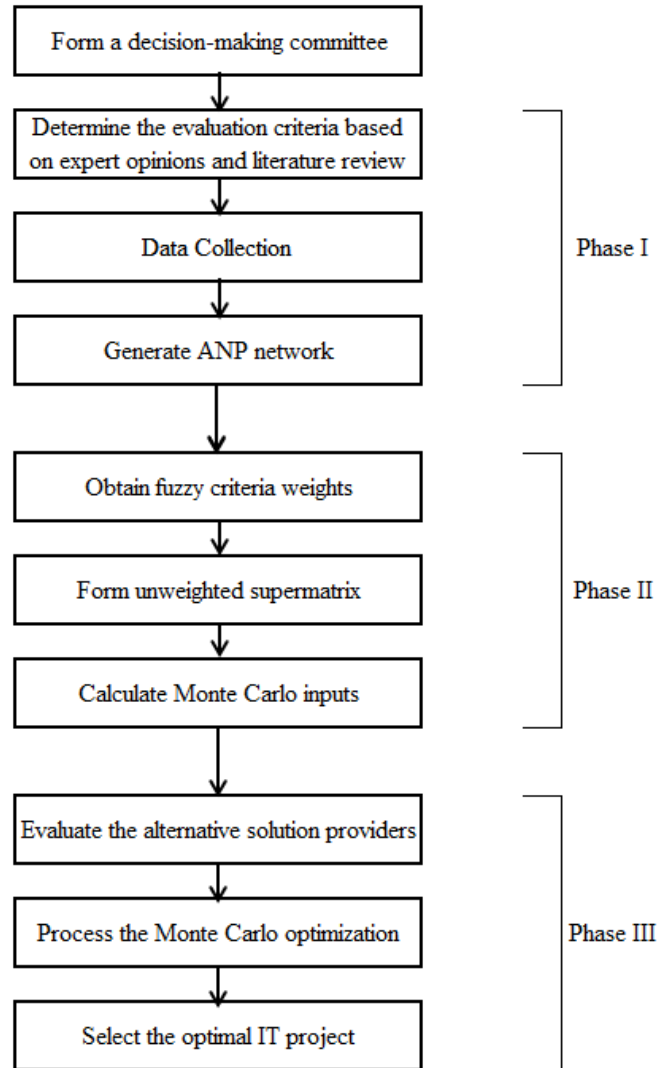 Form a decision-making committee
Determine the evaluation criteria based
on expert opinions and literature review
Data Collection
Phase I
Generate ANP network
Obtain fuzzy criteria weights
Form unweighted supermatrix
Phase II
Calculate Monte Carlo inputs
Evaluate the alternative solution providers
Process the Monte Carlo optimization
Phase III
Select the optimal IT project